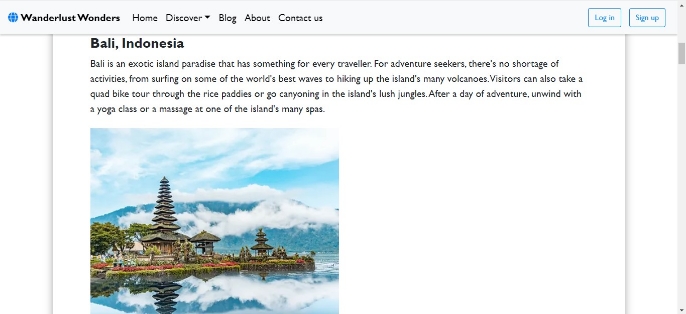 Wanderlust Wonders Home Discover Blog About Contact us Log in Sign up
Bali, Indonesia
Bali is an exotic island paradise that has something for every traveller. For adventure seekers, there's no shortage of
activities, from surfing on some of the world's best waves to hiking up the island's many volcanoes. Visitors can also take a
quad bike tour through the rice paddies or go canyoning in the island's lush jungles. After a day of adventure, unwind with
a yoga class or a massage at one of the island's many spas.